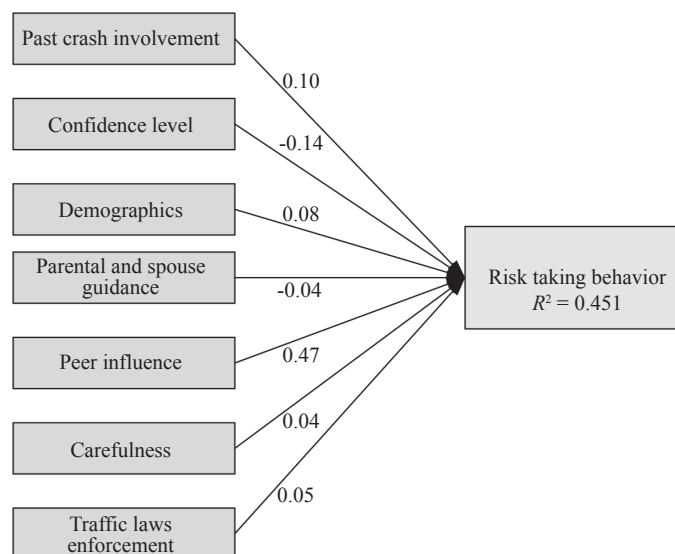 Past crash involvement
0.10
Confidence level
-0.14
Demographics
0.08
Parental and spouse
guidance
-0.04
Risk taking behavior
R² = 0.451
Peer influence
0.47
Carefulness
0.04
0.05
Traffic laws
enforcement